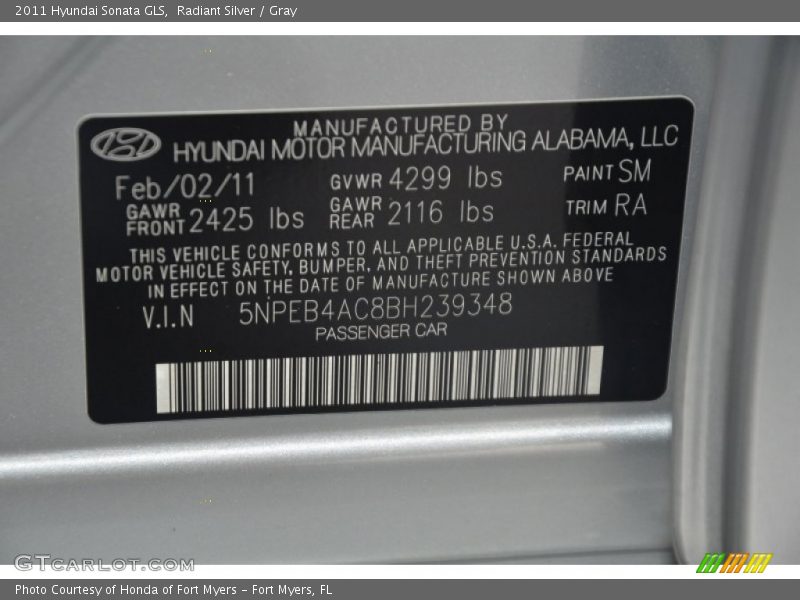 2011 Hyundai Sonata GLS, Radiant Silver / Gray
MANUFACTURED BY
HYUNDAI MOTOR MANUFACTURING ALABAMA, LLC
Feb/02/11 GVWR 4299 lbs PAINT SM
GAWR FRONT 2425 lbs GAWR REAR 2116 lbs TRIM RA
THIS VEHICLE CONFORMS TO ALL APPLICABLE U.S.A. FEDERAL
MOTOR VEHICLE SAFETY, BUMPER, AND THEFT PREVENTION STANDARDS
IN EFFECT ON THE DATE OF MANUFACTURE SHOWN ABOVE
V.I.N 5NPEB4AC8BH239348
PASSENGER CAR
GTCARLOT.COM
Photo Courtesy of Honda of Fort Myers - Fort Myers, FL